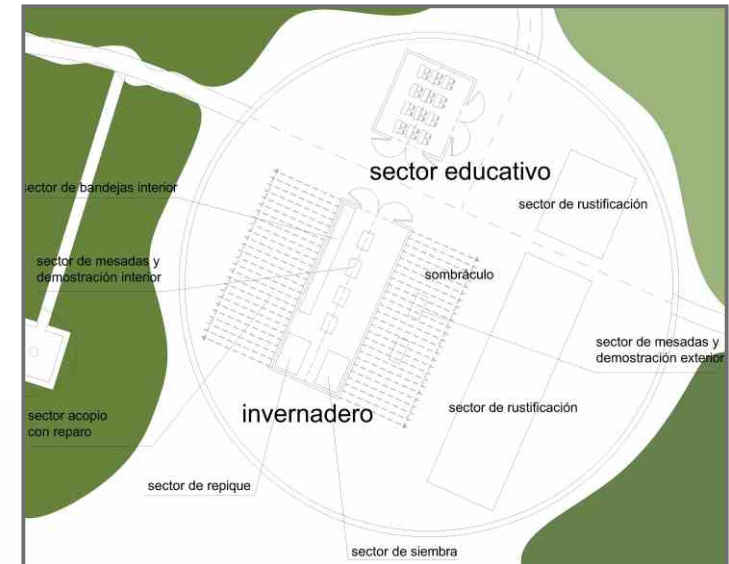 sector educativo
sector de bandejas interior
sector de rustificación
sector de mesadas y
demostración interior
sombráculo
sector de mesadas y
demostración exterior
sector acopio
con reparo
invernadero
sector de rustificación
sector de repique
sector de siembra